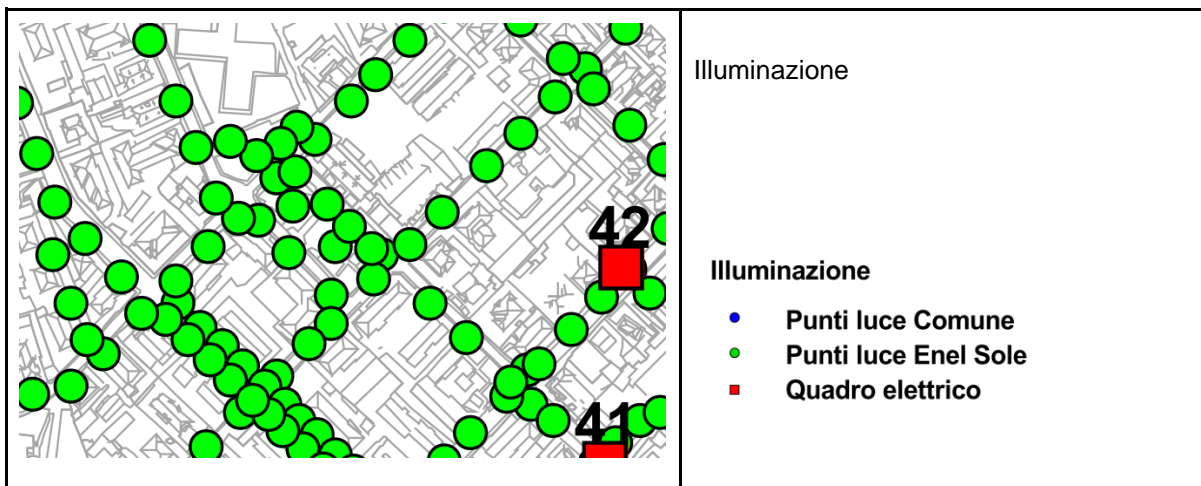 42
41
Illuminazione
Illuminazione
Punti luce Comune
Punti luce Enel Sole
Quadro elettrico